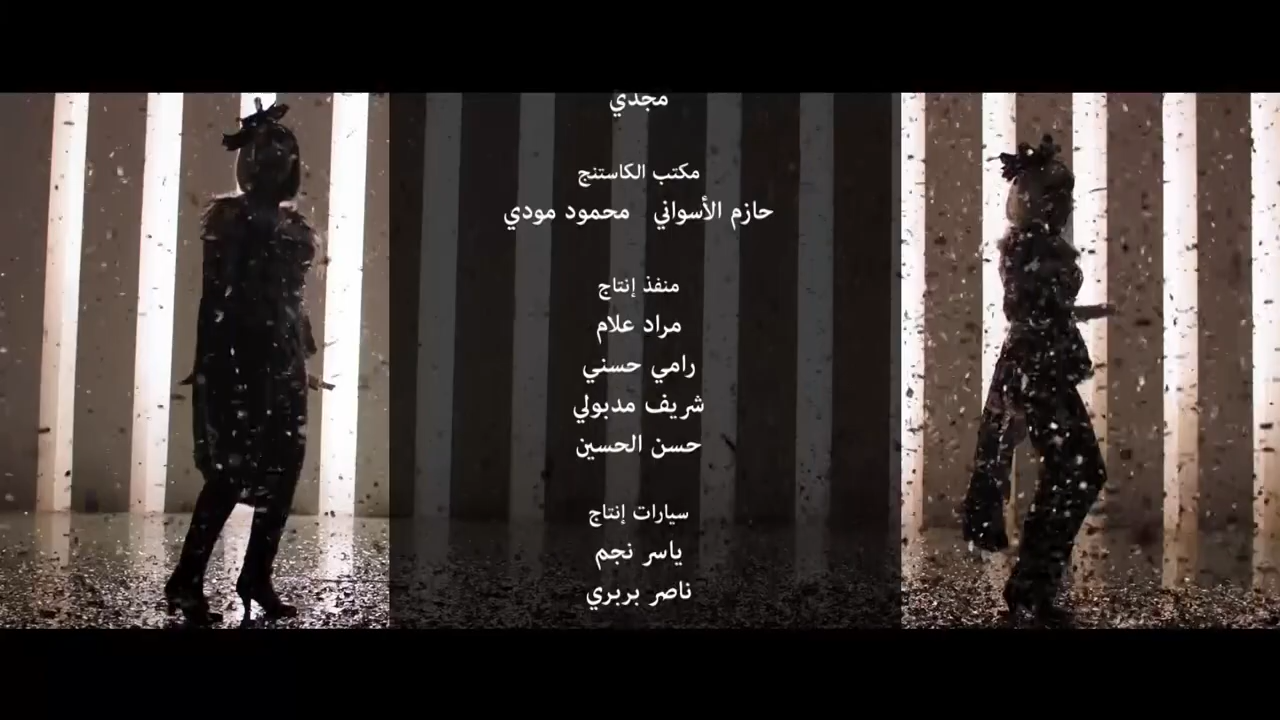 مجدي
مكتب الكاستنج
حازم الأسواني محمود مودي
منفذ إنتاج
مراد علام
رامي حسني
شريف مدبولي
حسن الحسين
سيارات إنتاج
ياسر نجم
ناصر بربري